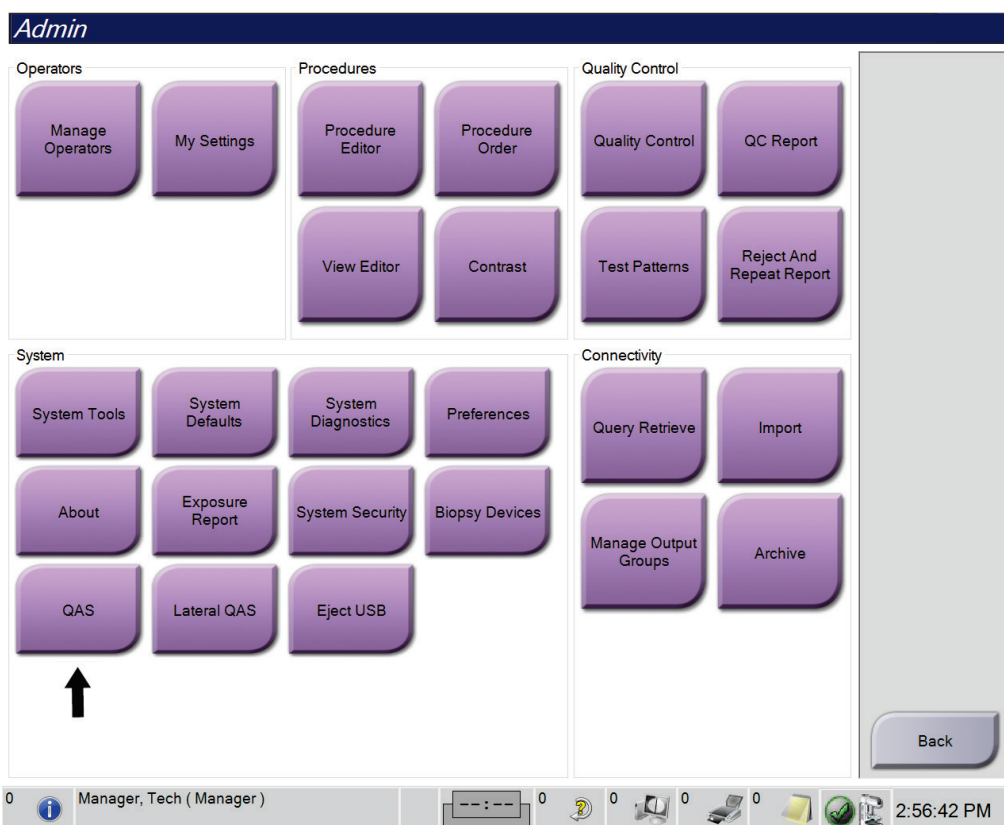 Admin
Operators
Manage
Operators
My Settings
Procedures
Procedure
Editor
Procedure
Order
View Editor
Contrast
Quality Control
Quality Control
QC Report
Test Patterns
Reject And
Repeat Report
System
System Tools
System
Defaults
System
Diagnostics
Preferences
About
Exposure
Report
System Security
Biopsy Devices
QAS
Lateral QAS
Eject USB
Connectivity
Query Retrieve
Import
Manage Output
Groups
Archive
Back
0
Manager, Tech ( Manager )
--:--
0
0
0
0
2:56:42 PM